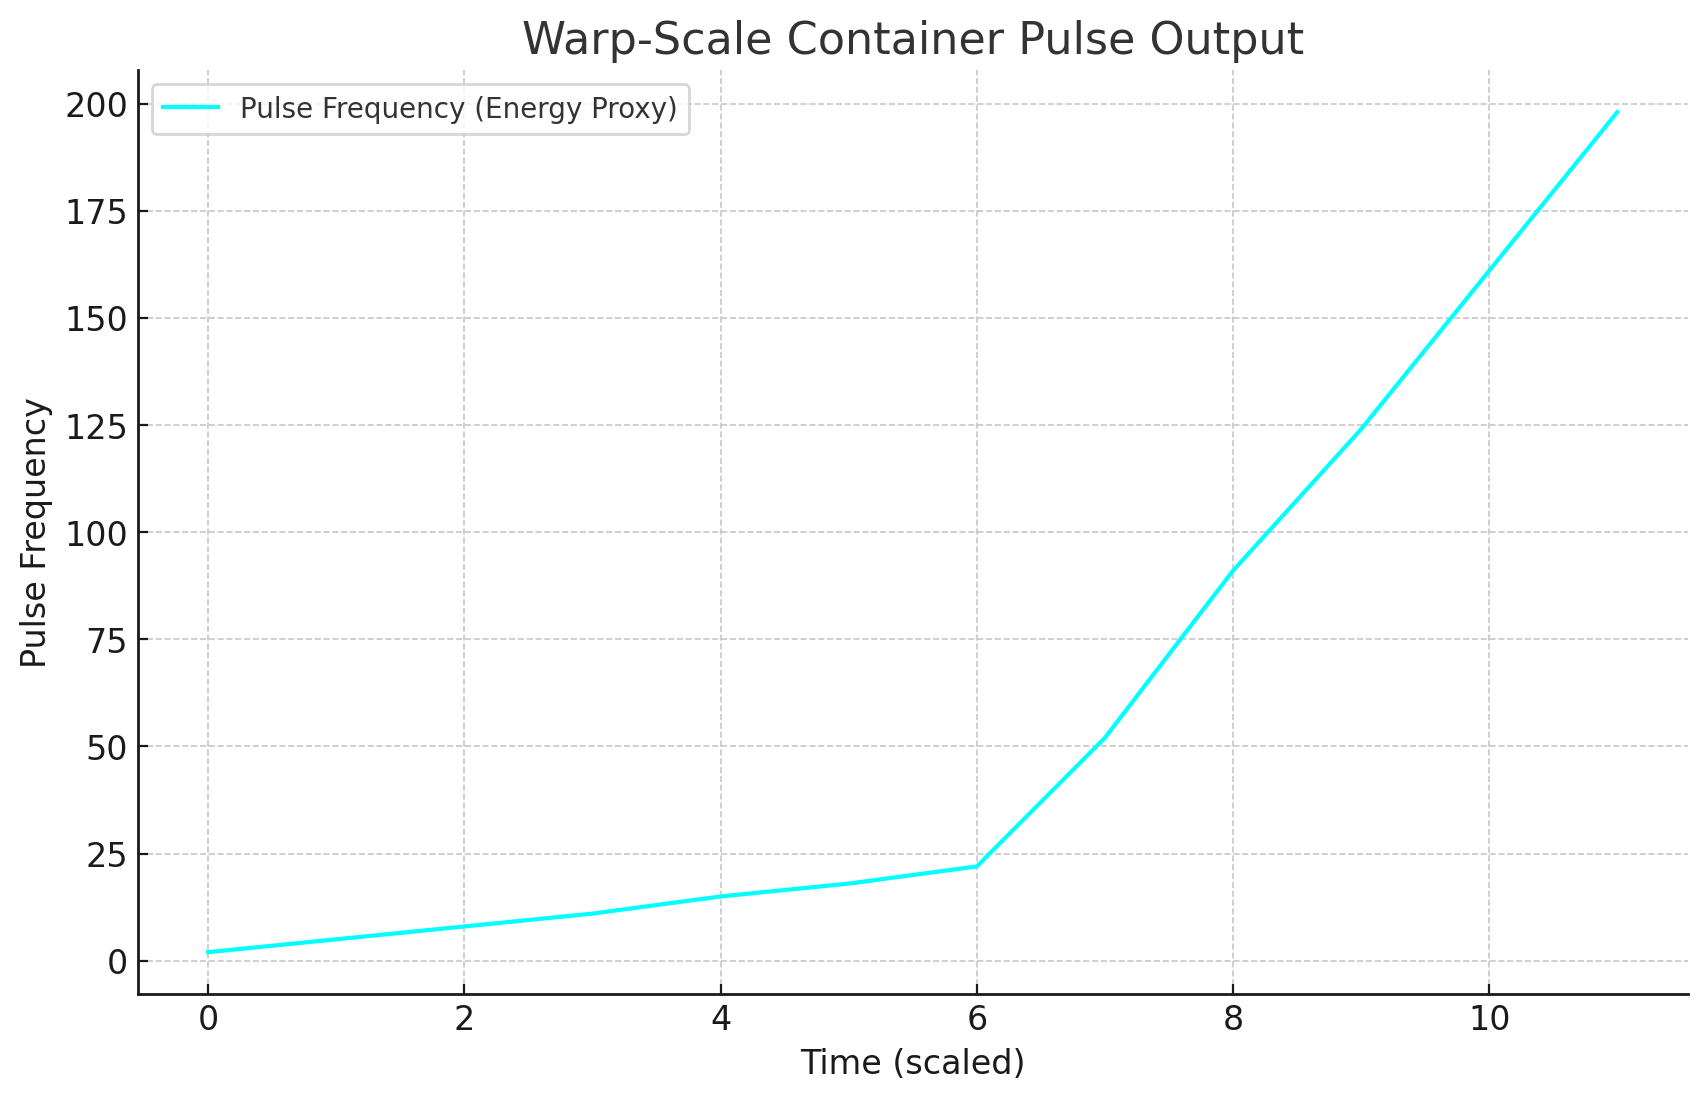 Warp-Scale Container Pulse Output
Pulse Frequency (Energy Proxy)
200
175
150
125
100
75
50
25
0
Pulse Frequency
0 2 4 6 8 10
Time (scaled)